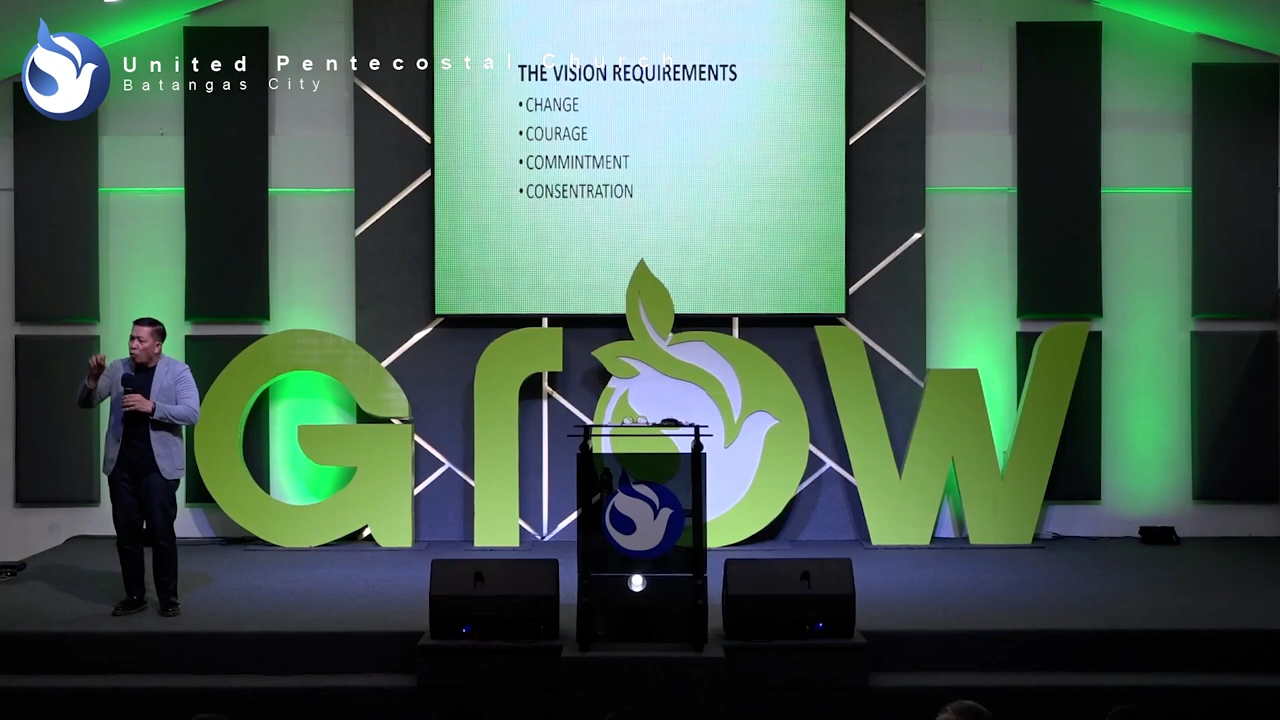 United Pentecostal Church
Batangas City
THE VISION REQUIREMENTS
• CHANGE
• COURAGE
• COMMINTMENT
• CONSENTRATION
GrOW